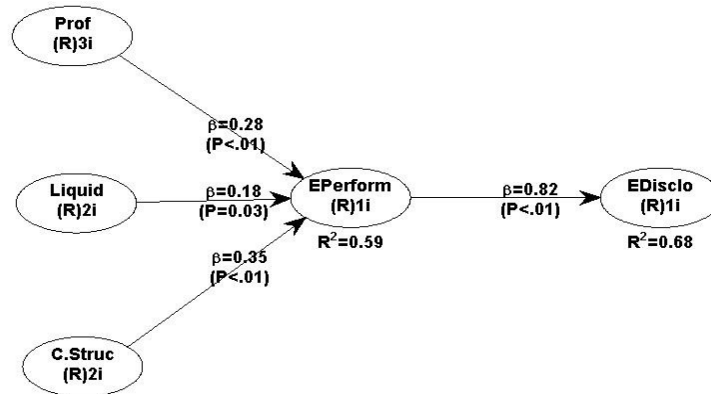 Prof
(R)3i
β=0.28
(P<.01)
Liquid
(R)2i
β=0.18
(P=0.03)
EPerform
(R)1i
R²=0.59
β=0.82
(P<.01)
EDisclo
(R)1i
R²=0.68
β=0.35
(P<.01)
C.Struc
(R)2i